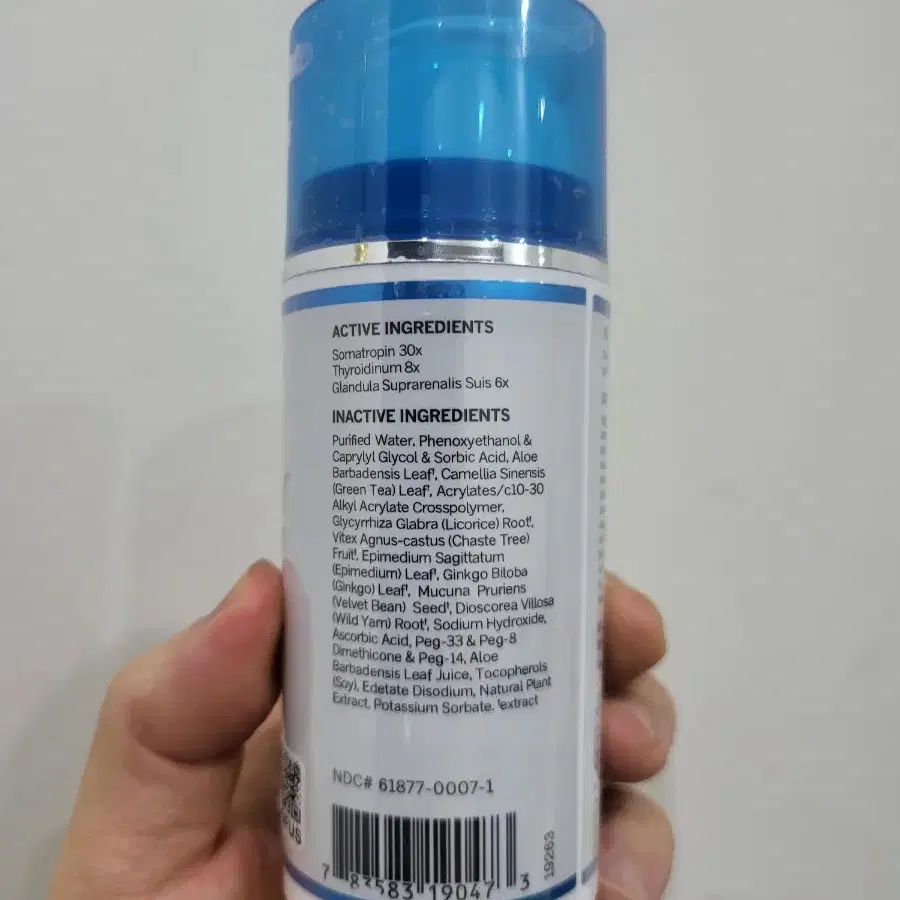 ACTIVE INGREDIENTS
Somatropin 30x
Thyroidinum 8x
Glandula Suprarenalis Suis 6x
INACTIVE INGREDIENTS
Purified Water, Phenoxyethanol &
Caprylyl Glycol & Sorbic Acid, Aloe
Barbadensis Leaf†, Camellia Sinensis
(Green Tea) Leaf†, Acrylates/c10-30
Alkyl Acrylate Crosspolymer,
Glycyrrhiza Glabra (Licorice) Root†,
Vitex Agnus-castus (Chaste Tree)
Fruit†, Epimedium Sagittatum
(Epimedium) Leaf†, Ginkgo Biloba
(Ginkgo) Leaf†, Mucuna Pruriens
(Velvet Bean) Seed†, Dioscorea Villosa
(Wild Yam) Root†, Sodium Hydroxide,
Ascorbic Acid, Peg-33 & Peg-8
Dimethicone & Peg-14, Aloe
Barbadensis Leaf Juice, Tocopherols
(Soy), Edetate Disodium, Natural Plant
Extract, Potassium Sorbate. †extract
NDC# 61877-0007-1
7 83583 19047 3
19263